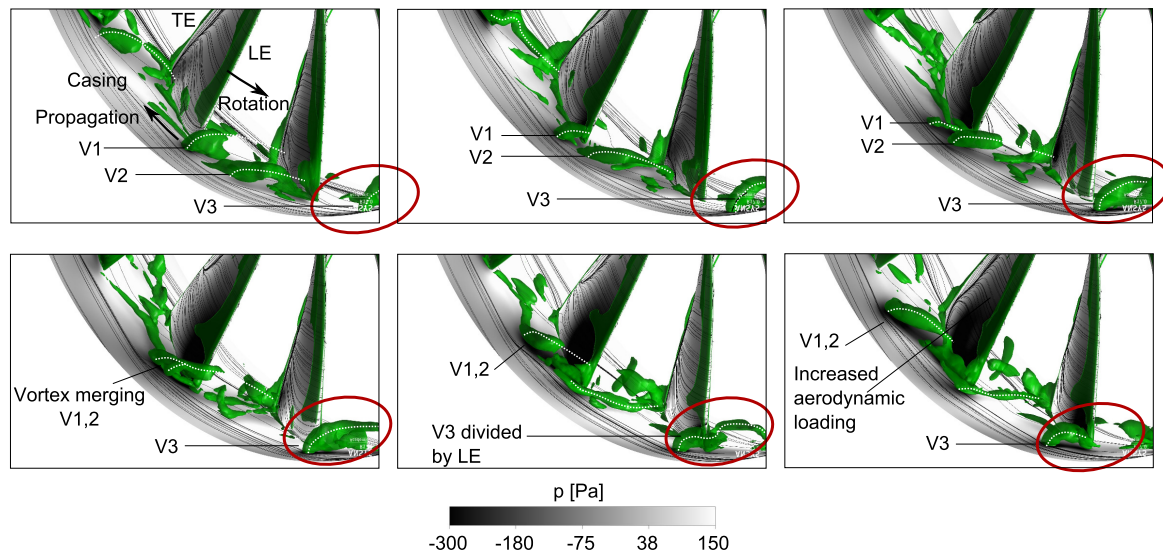 TE
LE
Casing
Rotation
Propagation
V1
V2
V3
V1
V2
V3
V1
V2
V3
Vortex merging
V1,2
V3
V1,2
V3 divided
by LE
V1,2
Increased
aerodynamic
loading
V3
p [Pa]
-300 -180 -75 38 150